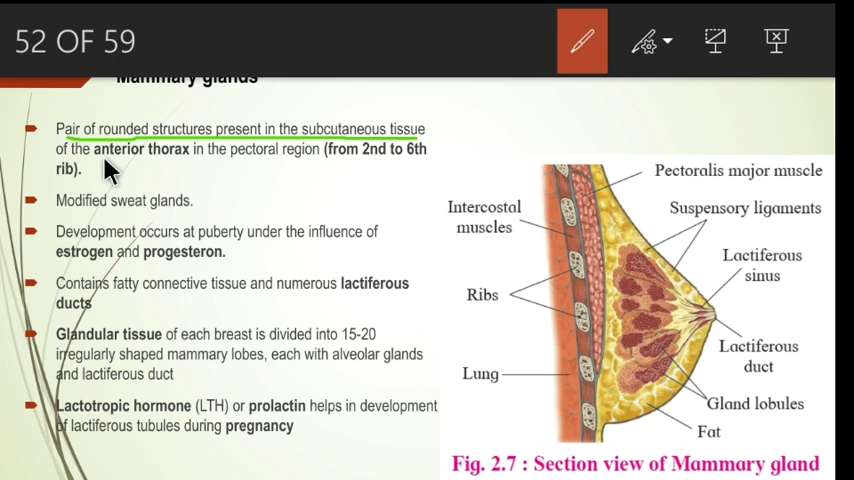 52 OF 59
Mammary glands
Pair of rounded structures present in the subcutaneous tissue
of the anterior thorax in the pectoral region (from 2nd to 6th
rib).
Modified sweat glands.
Development occurs at puberty under the influence of
estrogen and progesteron.
Contains fatty connective tissue and numerous lactiferous
ducts
Glandular tissue of each breast is divided into 15-20
irregularly shaped mammary lobes, each with alveolar glands
and lactiferous duct
Lactotropic hormone (LTH) or prolactin helps in development
of lactiferous tubules during pregnancy
Pectoralis major muscle
Suspensory ligaments
Intercostal
muscles
Lactiferous
sinus
Ribs
Lactiferous
duct
Lung
Gland lobules
Fat
Fig. 2.7 : Section view of Mammary gland